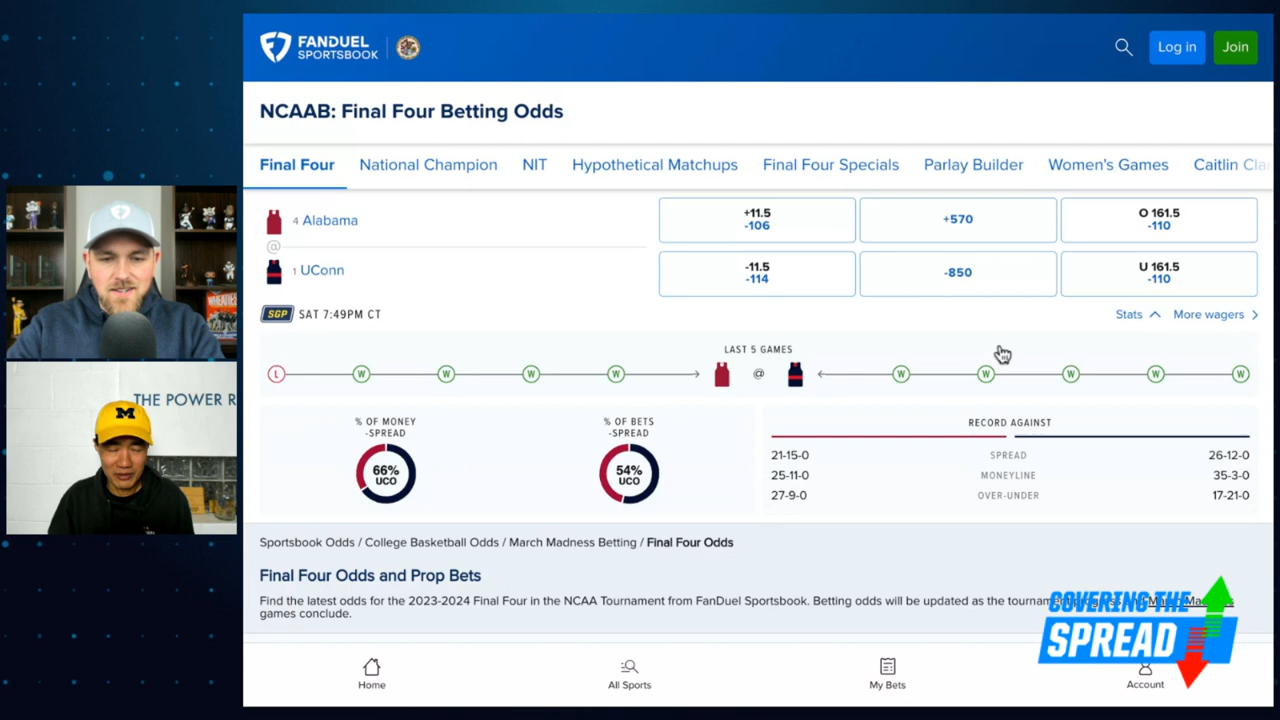 FANDUEL
SPORTSBOOK
Log in
Join
NCAAB: Final Four Betting Odds
Final Four
National Champion
NIT
Hypothetical Matchups
Final Four Specials
Parlay Builder
Women's Games
Caitlin Cla
4 Alabama
+11.5
-106
+570
O 161.5
-110
@
1 UConn
-11.5
-114
-850
U 161.5
-110
SGP SAT 7:49PM CT
Stats
More wagers
LAST 5 GAMES
L W W W W @ W W W W W
% OF MONEY
-SPREAD
66%
UCO
% OF BETS
-SPREAD
54%
UCO
RECORD AGAINST
21-15-0 SPREAD 26-12-0
25-11-0 MONEYLINE 35-3-0
27-9-0 OVER-UNDER 17-21-0
Sportsbook Odds / College Basketball Odds / March Madness Betting / Final Four Odds
Final Four Odds and Prop Bets
Find the latest odds for the 2023-2024 Final Four in the NCAA Tournament from FanDuel Sportsbook. Betting odds will be updated as the
games conclude.
COVERING THE
SPREAD
Home
All Sports
My Bets
Account
WHEATIES
THE POWER R
M